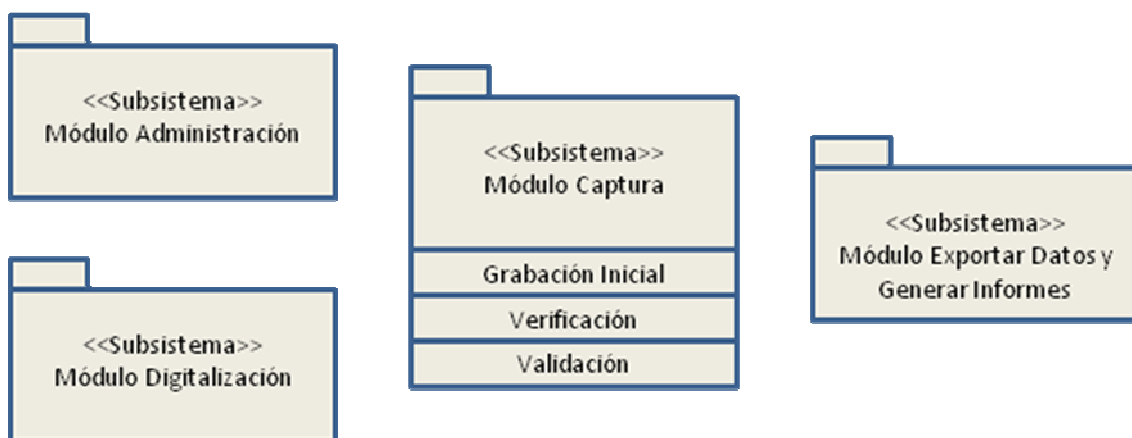 <<Subsistema>>
Módulo Administración
<<Subsistema>>
Módulo Digitalización
<<Subsistema>>
Módulo Captura
Grabación Inicial
Verificación
Validación
<<Subsistema>>
Módulo Exportar Datos y
Generar Informes